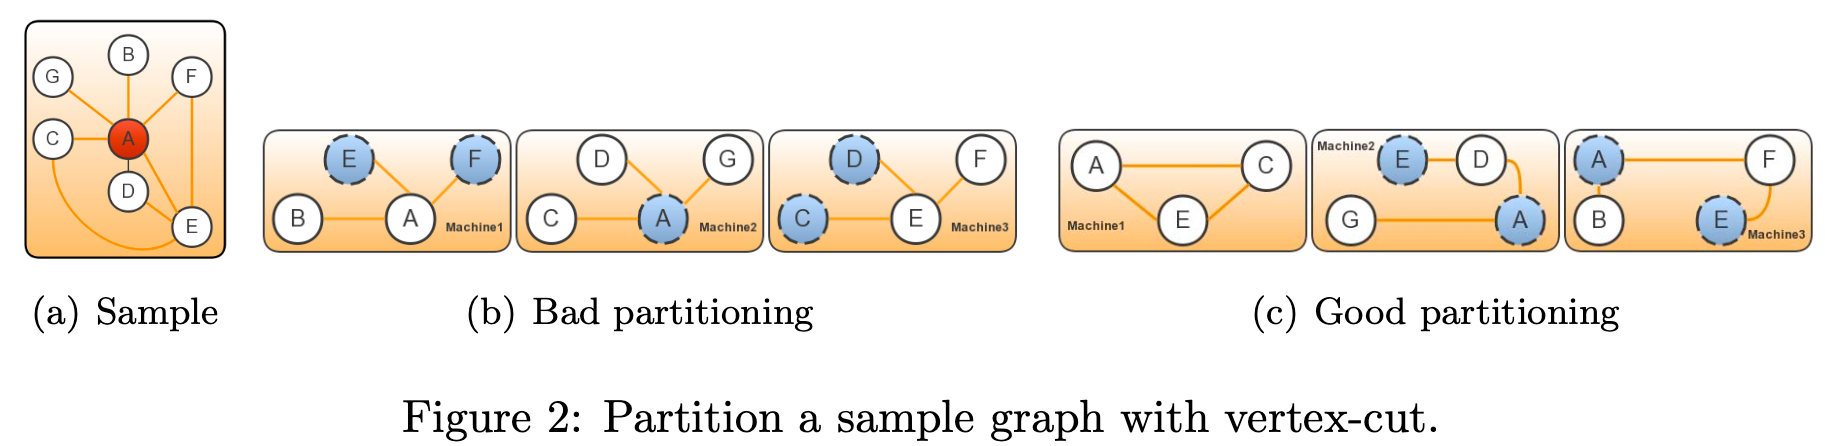 B
G
F
C
A
D
E
E
F
B
A
Machine1
D
G
C
A
Machine2
D
F
C
E
Machine3
A
C
Machine1
E
Machine2
E
D
G
A
A
F
B
E
Machine3
(a) Sample
(b) Bad partitioning
(c) Good partitioning
Figure 2: Partition a sample graph with vertex-cut.